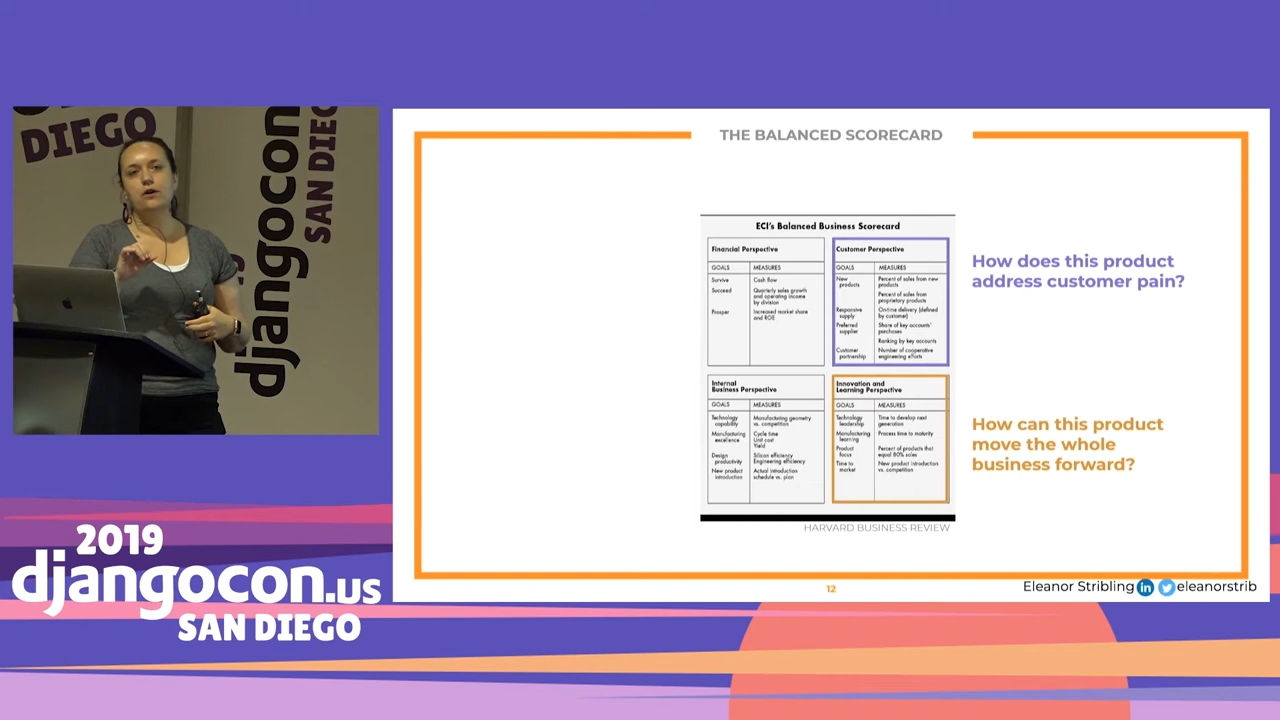 DIEGO
djangocon
SAN DIEG
2019
djangocon.us
SAN DIEGO
THE BALANCED SCORECARD
ECI's Balanced Business Scorecard
Financial Perspective
GOALS MEASURES
Survive Cash flow
Succeed Quarterly sales growth
and operating income
by division
Prosper Increased market share
and ROE
Customer Perspective
GOALS MEASURES
New Percent of sales from new
products products
Percent of sales from
proprietary products
Responsive On-time delivery (defined
supply by customer)
Preferred Share of key accounts'
supplier purchases
Ranking by key accounts
Customer Number of cooperative
partnership engineering efforts
Internal
Business Perspective
GOALS MEASURES
Technology Manufacturing geometry
capability vs. competition
Manufacturing Cycle time
excellence Unit cost
Yield
Design Silicon efficiency
productivity Engineering efficiency
New product Actual introduction
introduction schedule vs. plan
Innovation and
Learning Perspective
GOALS MEASURES
Technology Time to develop next
leadership generation
Manufacturing Process time to maturity
learning
Product Percent of products that
focus equal 80% sales
Time to New product introduction
market vs. competition
HARVARD BUSINESS REVIEW
How does this product
address customer pain?
How can this product
move the whole
business forward?
12
Eleanor Stribling in eleanorstrib